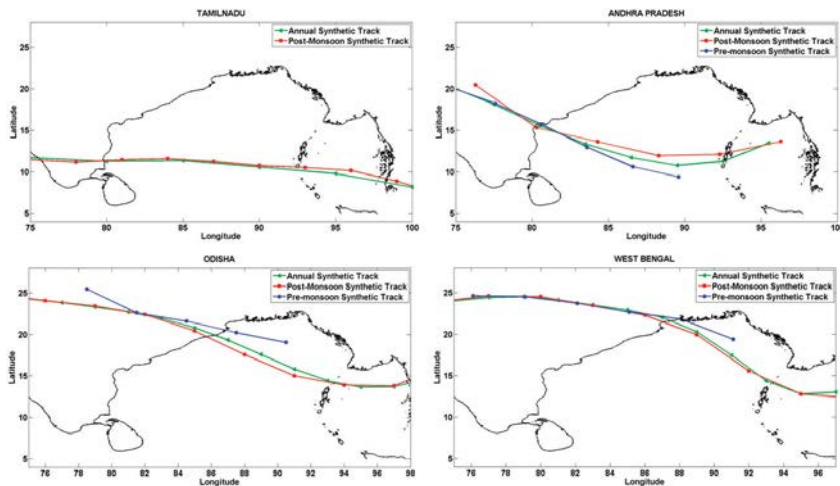 TAMILNADU
Annual Synthetic Track
Post-Monsoon Synthetic Track
Latitude
20
15
10
5
75 80 85 90 95 100
Longitude
ANDHRA PRADESH
Annual Synthetic Track
Post-Monsoon Synthetic Track
Pre-monsoon Synthetic Track
Latitude
25
20
15
10
5
75 80 85 90 95 100
Longitude
ODISHA
Annual Synthetic Track
Post-Monsoon Synthetic Track
Pre-monsoon Synthetic Track
Latitude
25
20
15
10
5
76 78 80 82 84 86 88 90 92 94 96 98
Longitude
WEST BENGAL
Annual Synthetic Track
Post-Monsoon Synthetic Track
Pre-monsoon Synthetic Track
Latitude
25
20
15
10
5
76 78 80 82 84 86 88 90 92 94 96
Longitude